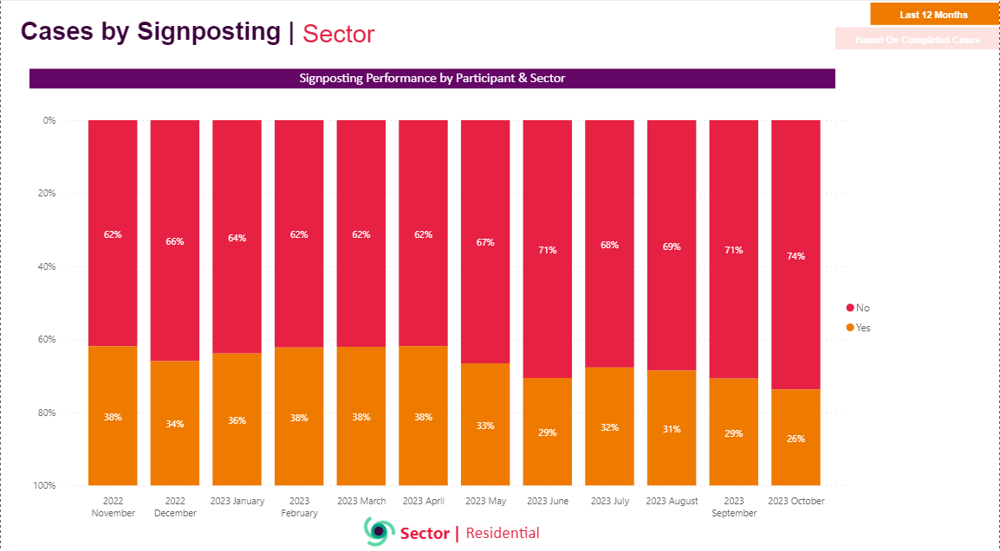 Cases by Signposting | Sector
Last 12 Months
Based On Completed Cases
Signposting Performance by Participant & Sector
0%
20%
40%
60%
80%
100%
62% 66% 64% 62% 62% 62% 67% 71% 68% 69% 71% 74%
38% 34% 36% 38% 38% 38% 33% 29% 32% 31% 29% 26%
No
Yes
2022 November
2022 December
2023 January
2023 February
2023 March
2023 April
2023 May
2023 June
2023 July
2023 August
2023 September
2023 October
Sector | Residential